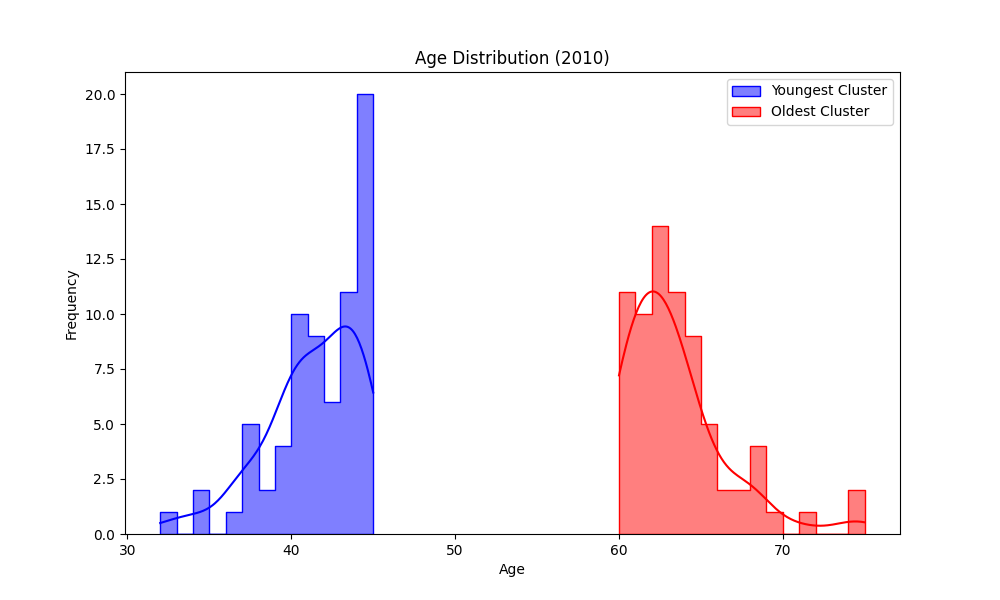 Age Distribution (2010)
Youngest Cluster
Oldest Cluster
20.0
17.5
15.0
12.5
10.0
7.5
5.0
2.5
0.0
Frequency
30 40 50 60 70
Age